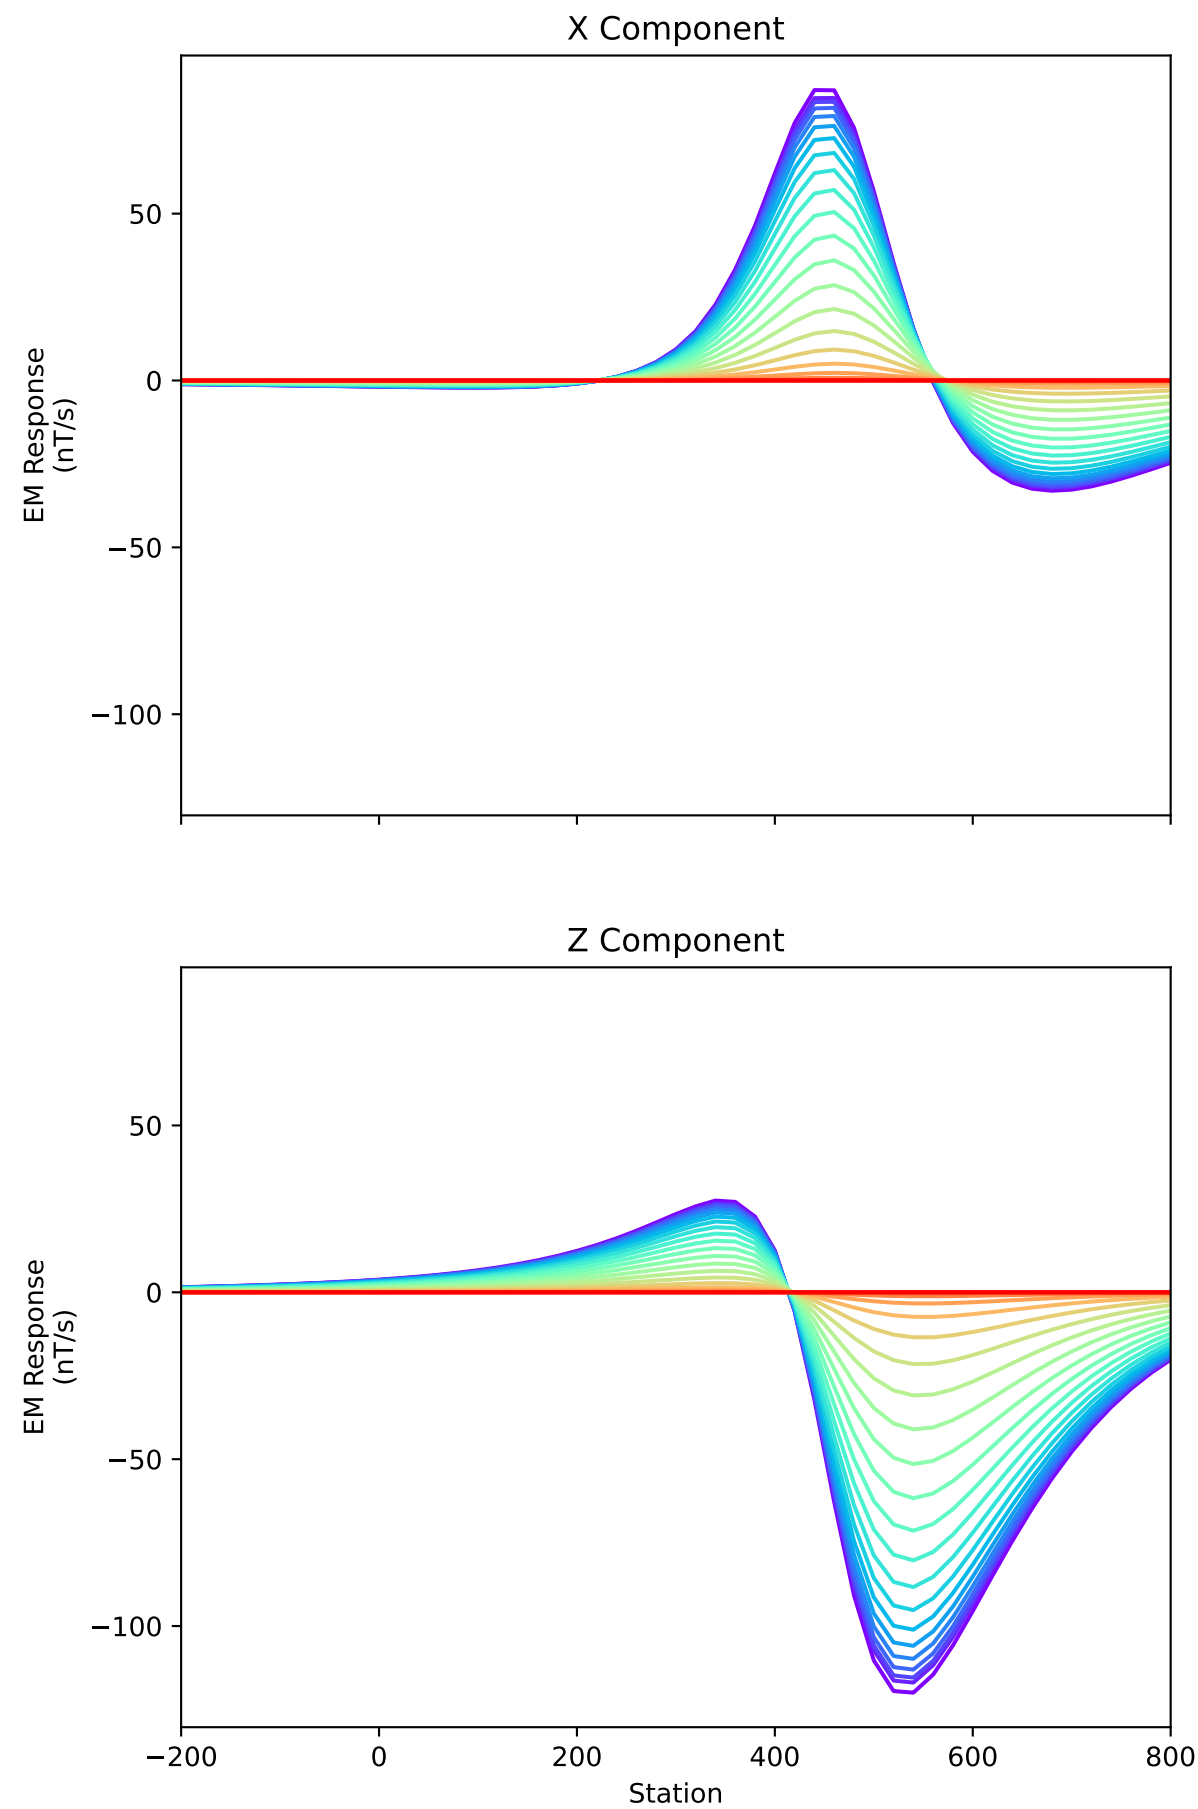 X Component
50
0
−50
−100
EM Response
(nT/s)
Z Component
50
0
−50
−100
EM Response
(nT/s)
−200 0 200 400 600 800
Station